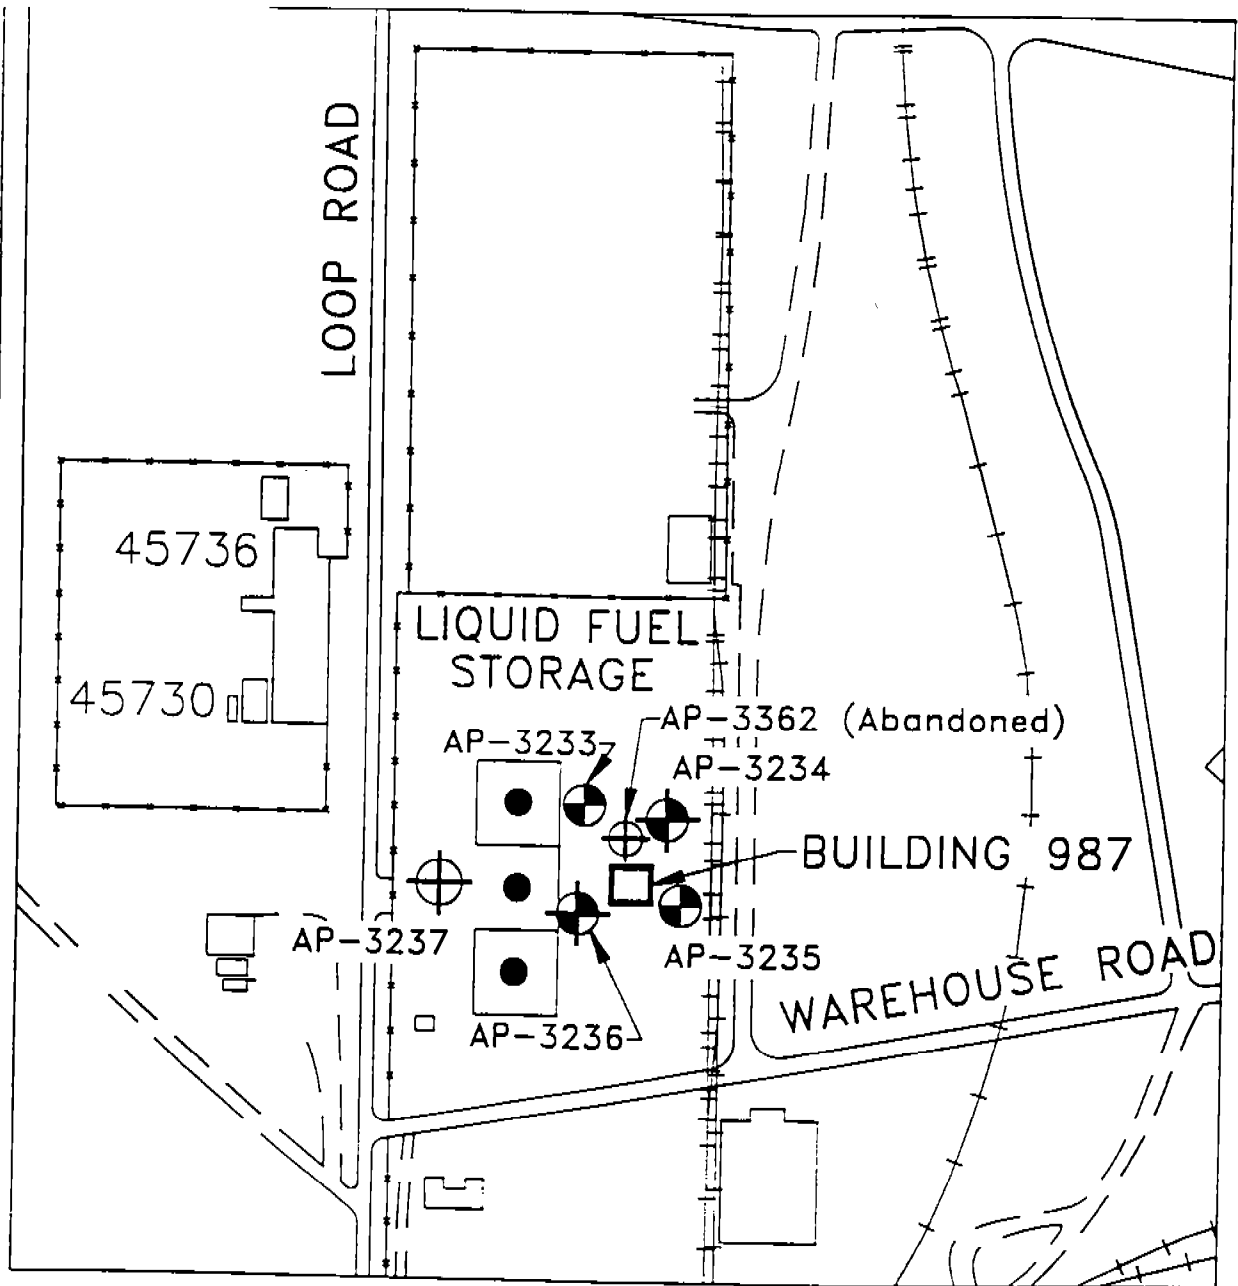 LOOP ROAD
45736
LIQUID FUEL
STORAGE
45730
AP-3362 (Abandoned)
AP-3233
AP-3234
BUILDING 987
AP-3237
AP-3235
WAREHOUSE ROAD
AP-3236